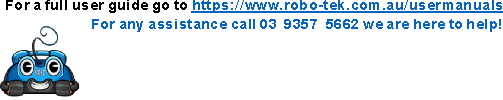 For a full user guide go to https://www.robo-tek.com.au/usermanuals
For any assistance call 03 9357 5662 we are here to help!